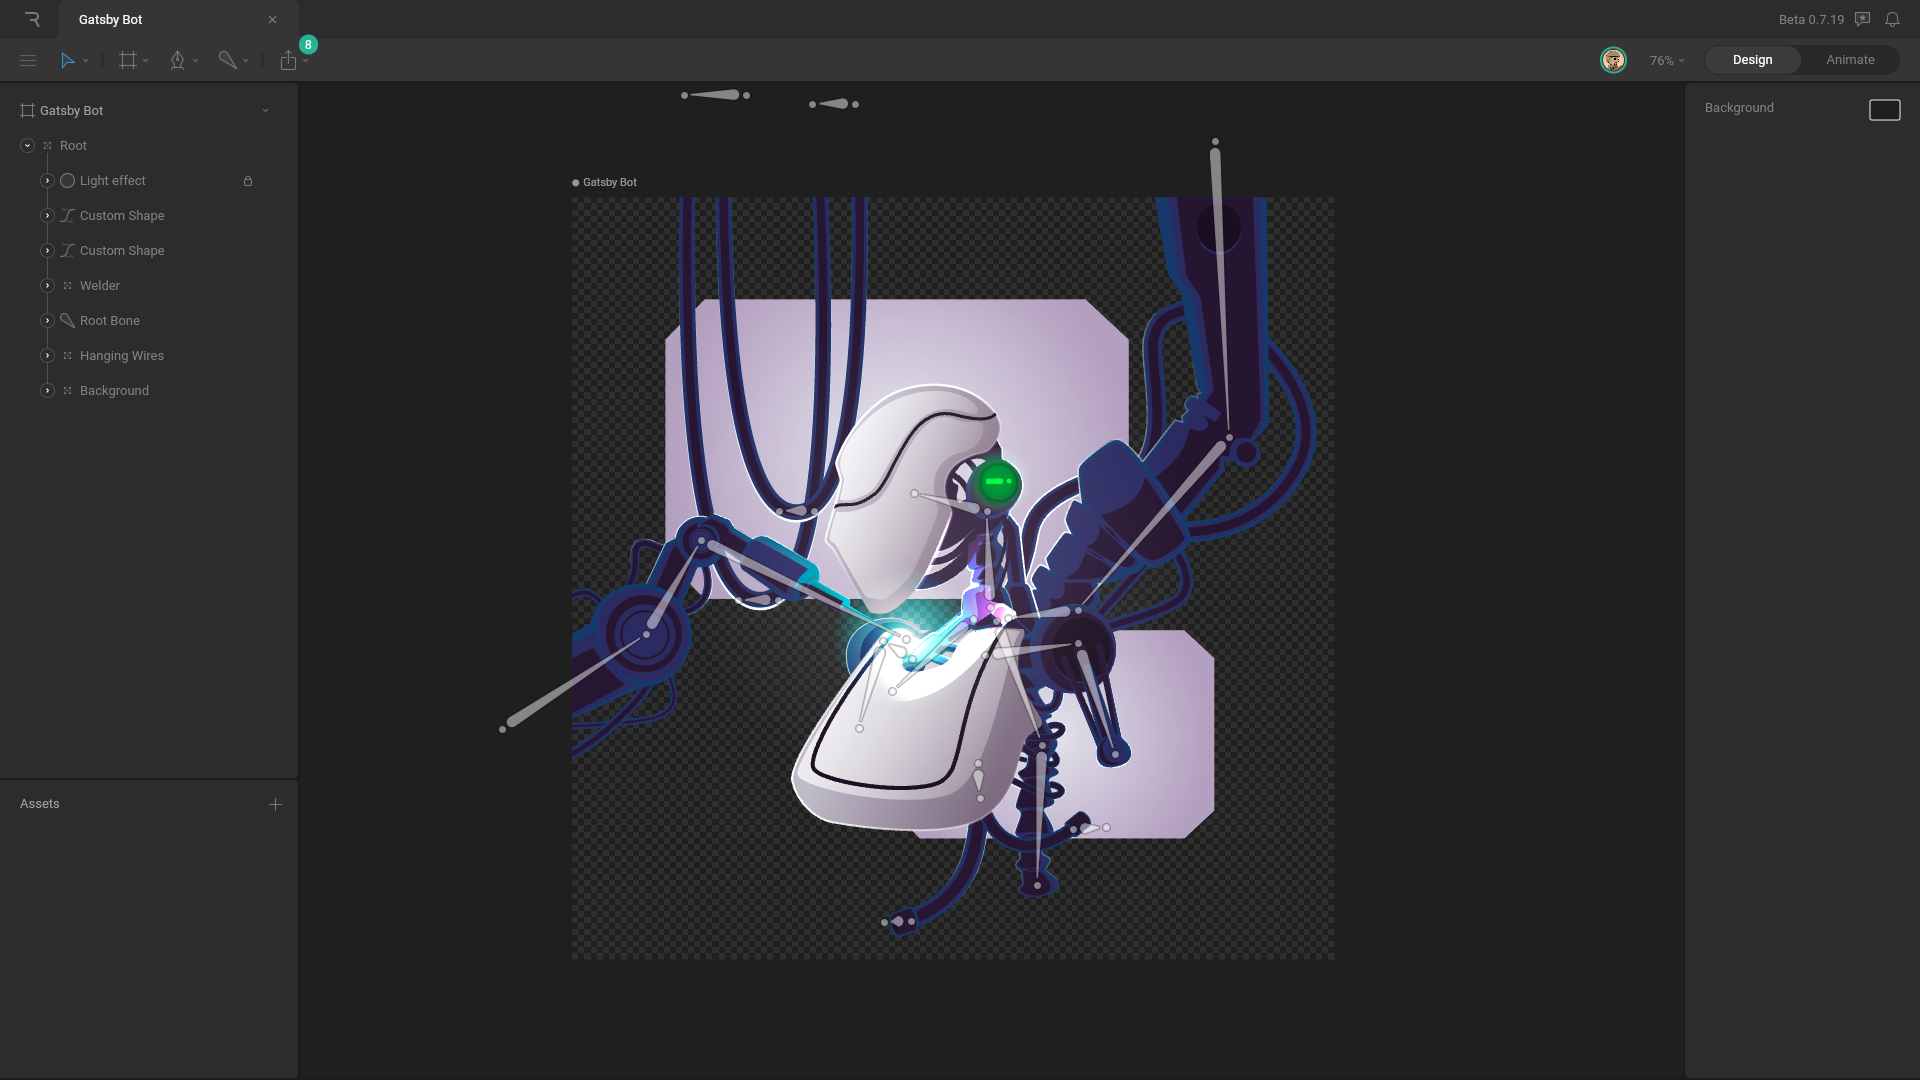 Gatsby Bot
Beta 0.7.19
8
76%
Design
Animate
Gatsby Bot
Root
Light effect
Custom Shape
Custom Shape
Welder
Root Bone
Hanging Wires
Background
Assets
Gatsby Bot
Background